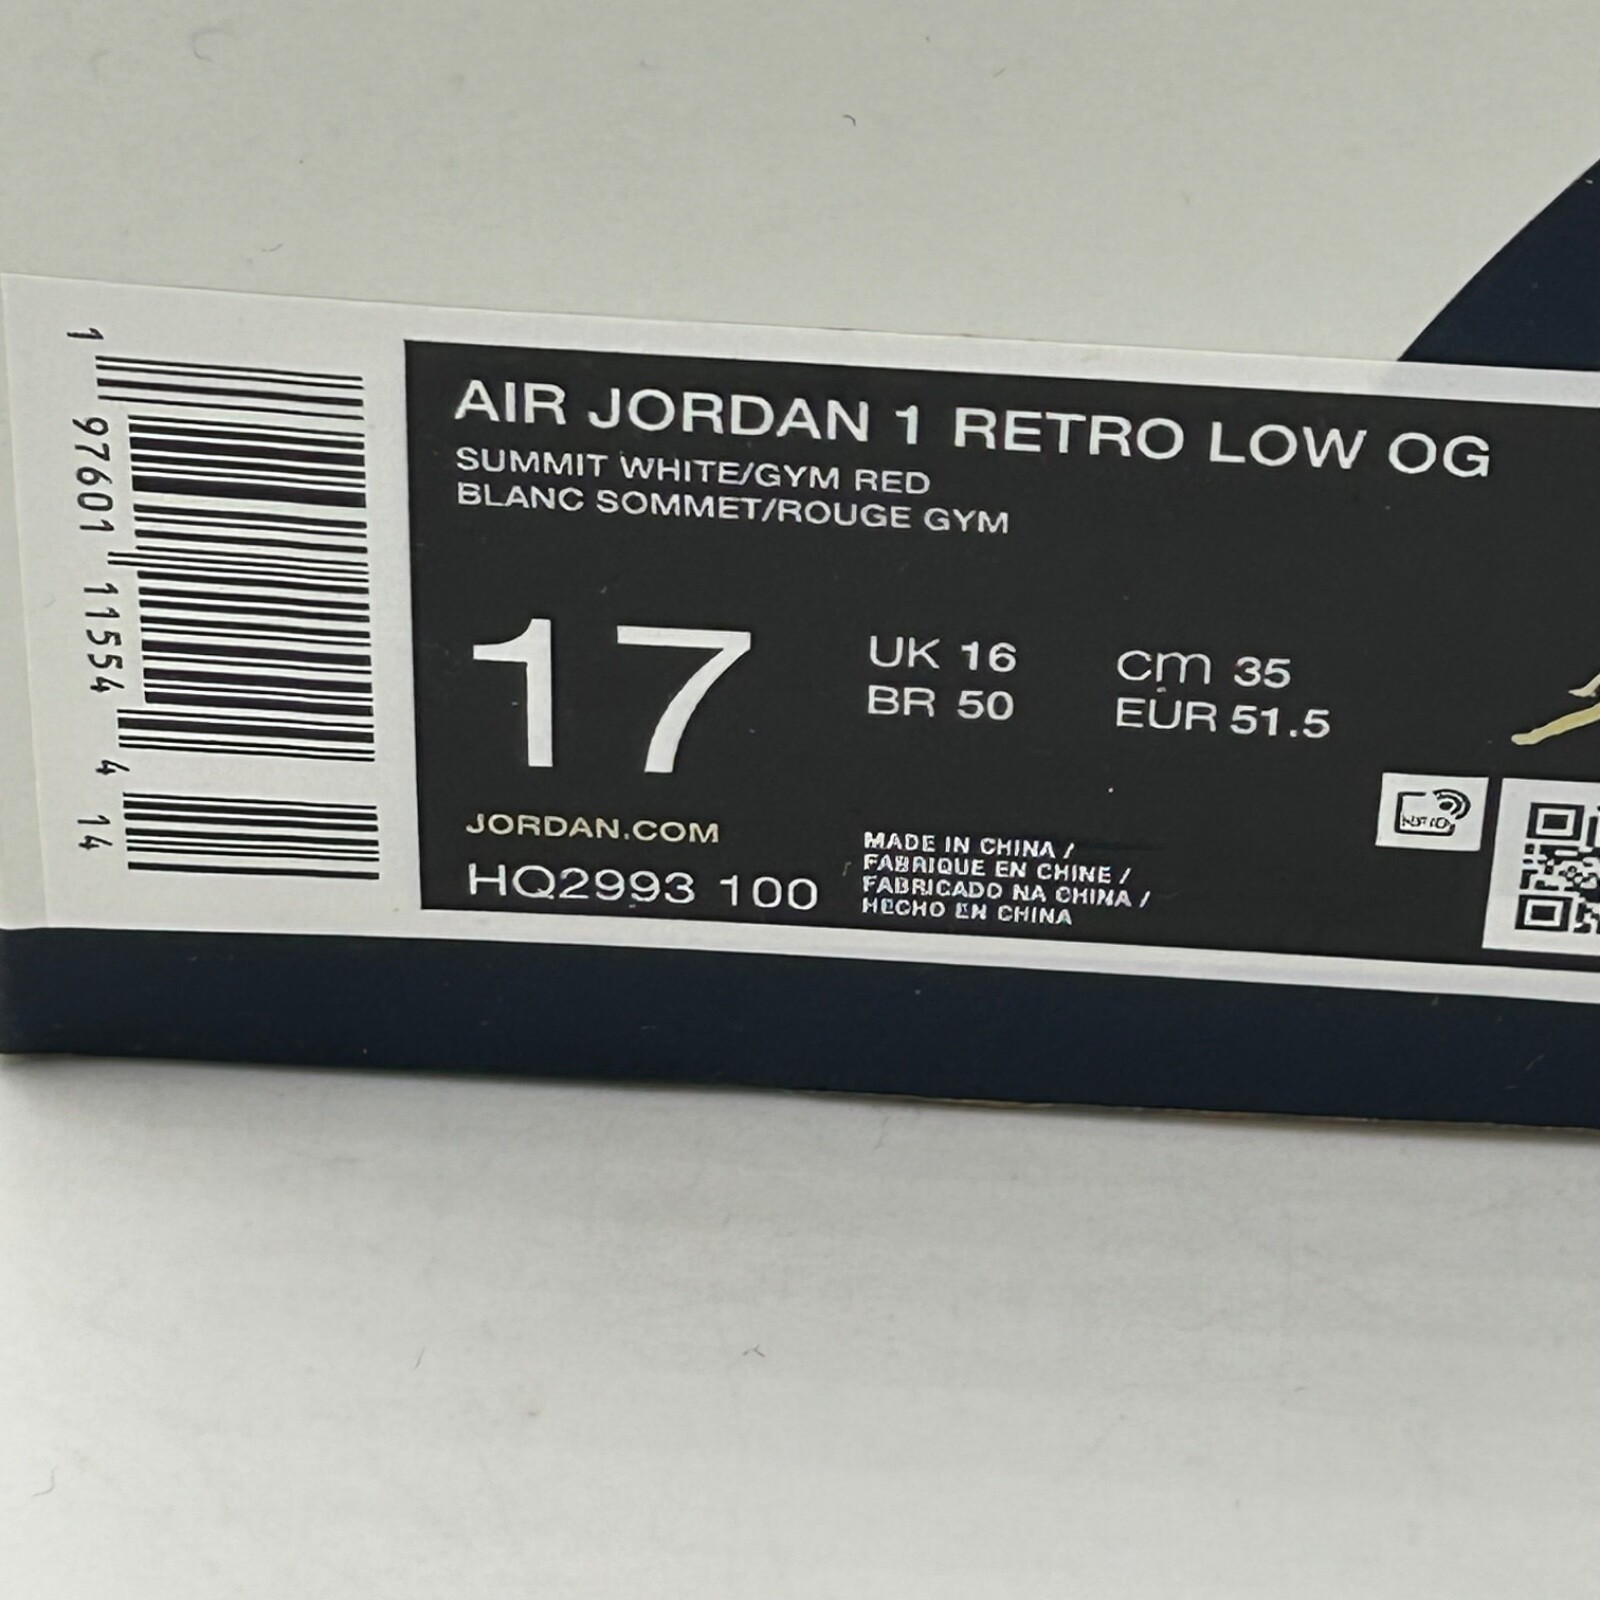 1 97601 11554 4 14
AIR JORDAN 1 RETRO LOW OG
SUMMIT WHITE/GYM RED
BLANC SOMMET/ROUGE GYM
17
UK 16
BR 50
cm 35
EUR 51.5
JORDAN.COM
HQ2993 100
MADE IN CHINA /
FABRIQUE EN CHINE /
FABRICADO NA CHINA /
HECHO EN CHINA